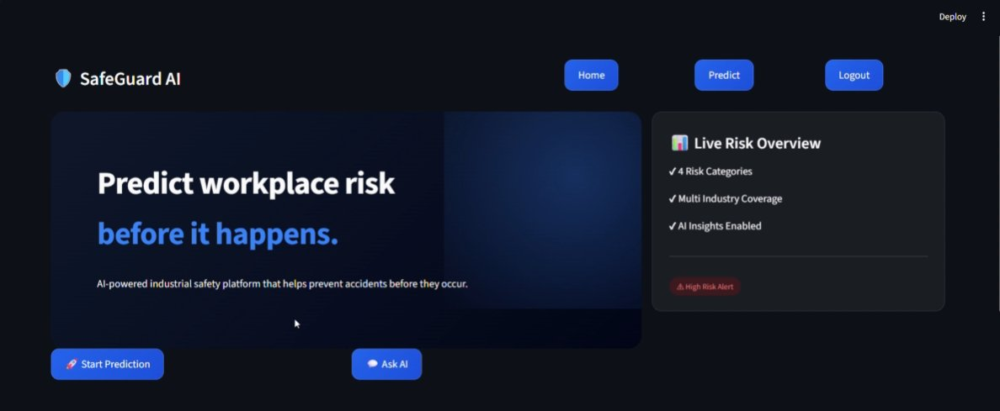 Deploy
SafeGuard AI
Home
Predict
Logout
Predict workplace risk
before it happens.
AI-powered industrial safety platform that helps prevent accidents before they occur.
Live Risk Overview
✓ 4 Risk Categories
✓ Multi Industry Coverage
✓ AI Insights Enabled
⚠ High Risk Alert
Start Prediction
Ask AI